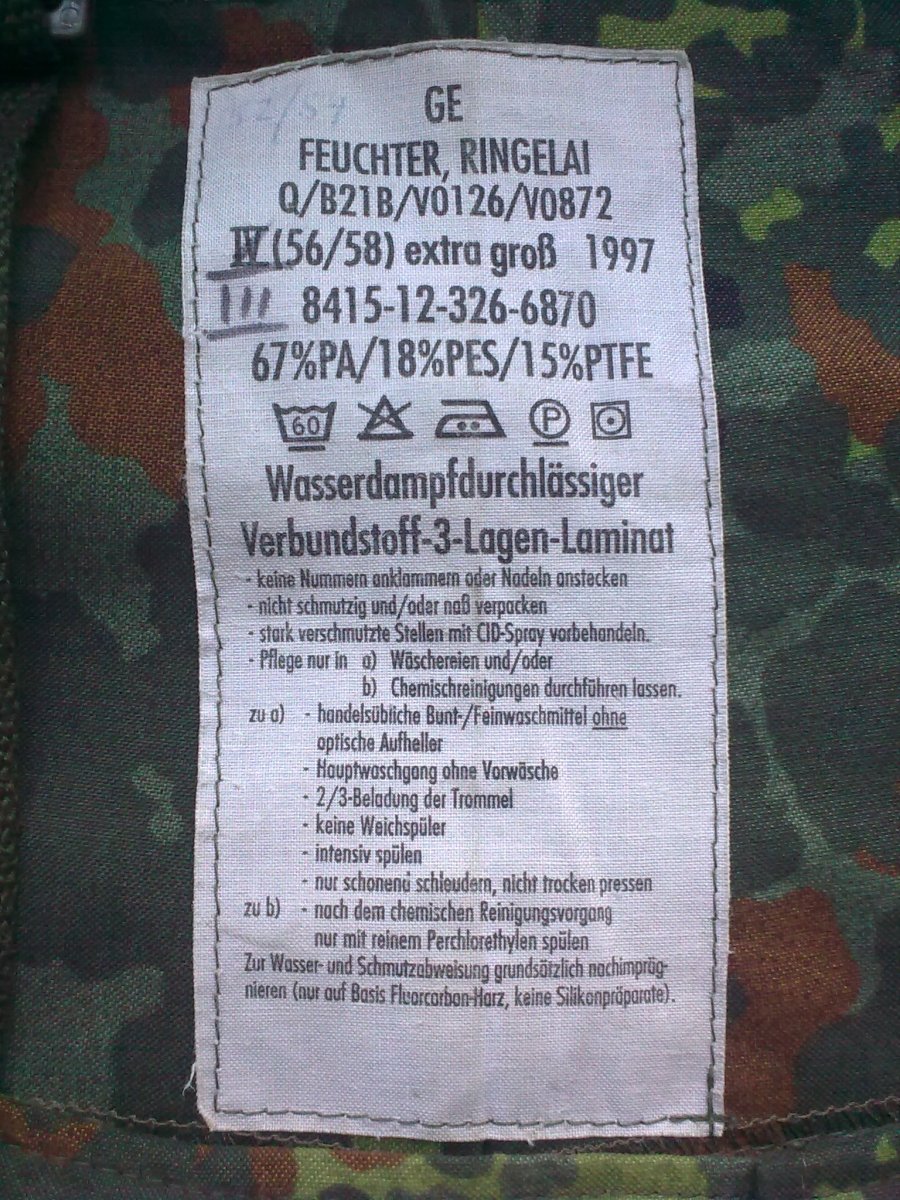 52/54
GE
FEUCHTER, RINGELAI
Q/B21B/V0126/V0872
IV (56/58) extra groß 1997
III 8415-12-326-6870
67%PA/18%PES/15%PTFE
60 P
Wasserdampfdurchlässiger
Verbundstoff-3-Lagen-Laminat
- keine Nummern anklammern oder Nadeln anstecken
- nicht schmutzig und/oder naß verpacken
- stark verschmutzte Stellen mit CID-Spray vorbehandeln.
- Pflege nur in a) Wäschereien und/oder
b) Chemischreinigungen durchführen lassen.
zu a) - handelsübliche Bunt-/Feinwaschmittel ohne
optische Aufheller
- Hauptwaschgang ohne Vorwäsche
- 2/3-Beladung der Trommel
- keine Weichspüler
- intensiv spülen
- nur schonend schleudern, nicht trocken pressen
zu b) - nach dem chemischen Reinigungsvorgang
nur mit reinem Perchlorethylen spülen
Zur Wasser- und Schmutzabweisung grundsätzlich nachimpräg-
nieren (nur auf Basis Fluorcarbon-Harz, keine Silikonpräparate).